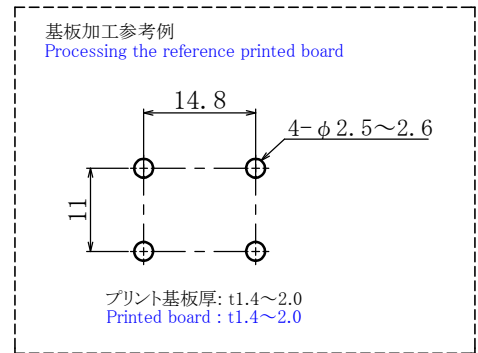 基板加工参考例
Processing the reference printed board
14.8
4-φ2.5～2.6
11
プリント基板厚: t1.4～2.0
Printed board : t1.4～2.0